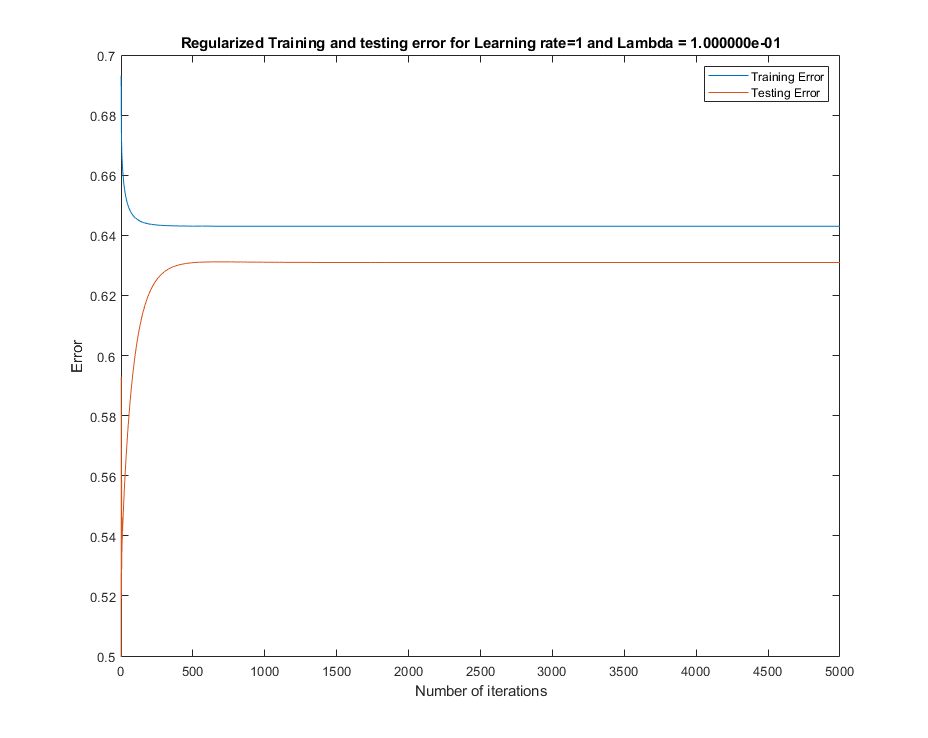 Regularized Training and testing error for Learning rate=1 and Lambda = 1.000000e-01
Training Error
Testing Error
0.7
0.68
0.66
0.64
0.62
0.6
0.58
0.56
0.54
0.52
0.5
Error
0 500 1000 1500 2000 2500 3000 3500 4000 4500 5000
Number of iterations